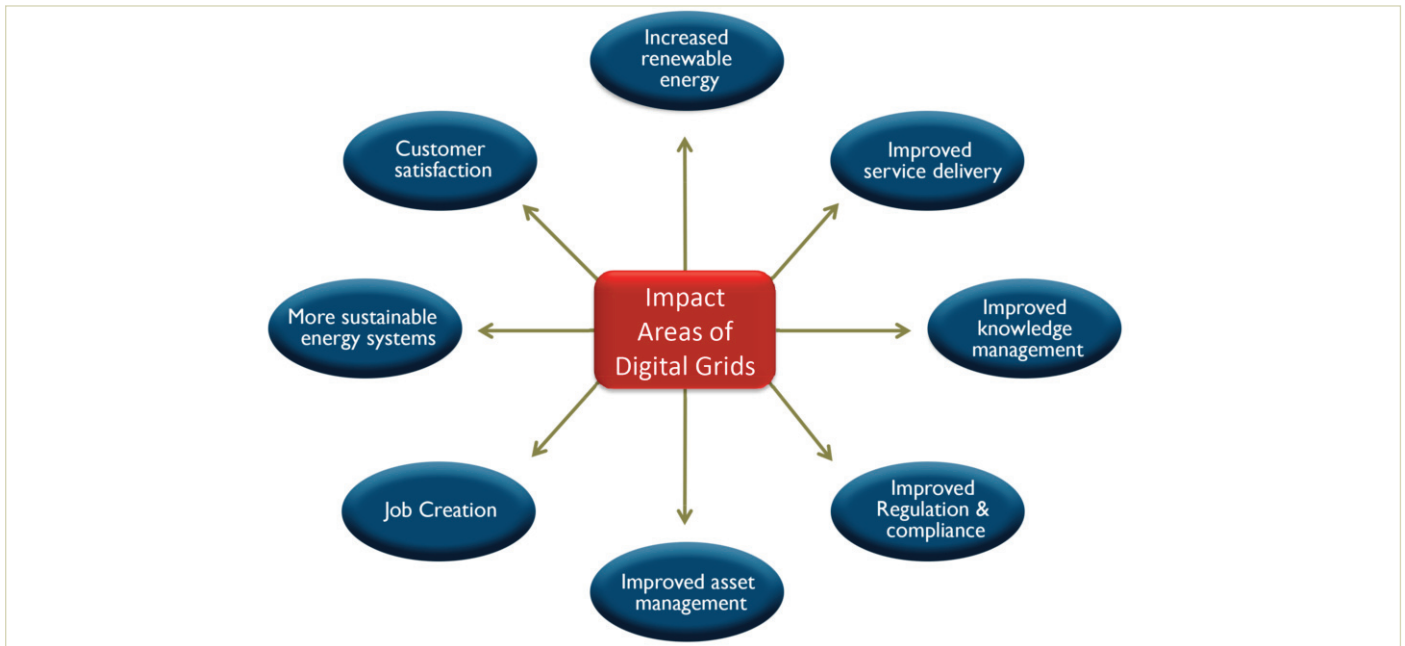 Increased
renewable
energy
Customer
satisfaction
Improved
service delivery
Impact
Areas of
Digital Grids
More sustainable
energy systems
Improved
knowledge
management
Job Creation
Improved
Regulation &
compliance
Improved asset
management